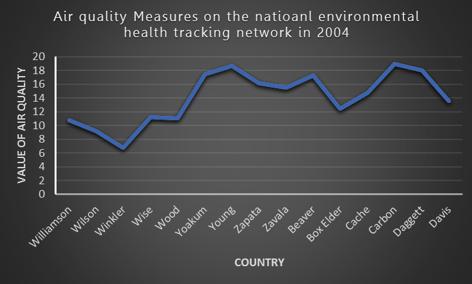 Air quality Measures on the natioanl environmental
health tracking network in 2004
VALUE OF AIR QUALITY
20
18
16
14
12
10
8
6
4
2
0
Williamson
Wilson
Winkler
Wise
Wood
Yoakum
Young
Zapata
Zavala
Beaver
Box Elder
Cache
Carbon
Daggett
Davis
COUNTRY